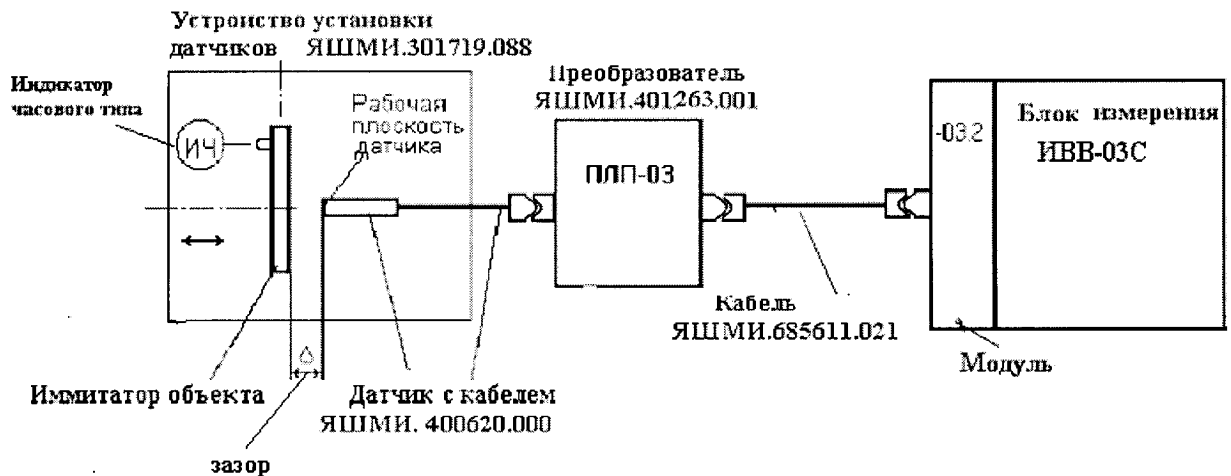 Устройство установки
датчиков ЯШМИ.301719.088
Индикатор
часового типа
ИЧ
Рабочая
плоскость
датчика
Преобразователь
ЯШМИ.401263.001
ПЛП-03
-03.2
Блок измерения
ИВВ-03С
Кабель
ЯШМИ.685611.021
Модуль
Δ
Иммитатор объекта
Датчик с кабелем
ЯШМИ. 400620.000
зазор